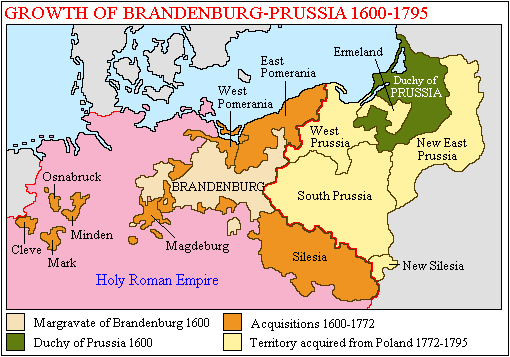 GROWTH OF BRANDENBURG-PRUSSIA 1600-1795
Ermeland
East
Pomerania
Duchy of
PRUSSIA
West
Pomerania
West
Prussia
New East
Prussia
Osnabruck
BRANDENBURG
South Prussia
Minden
Cleve
Magdeburg
Mark
Silesia
New Silesia
Holy Roman Empire
Margravate of Brandenburg 1600
Acquisitions 1600-1772
Duchy of Prussia 1600
Territory acquired from Poland 1772-1795